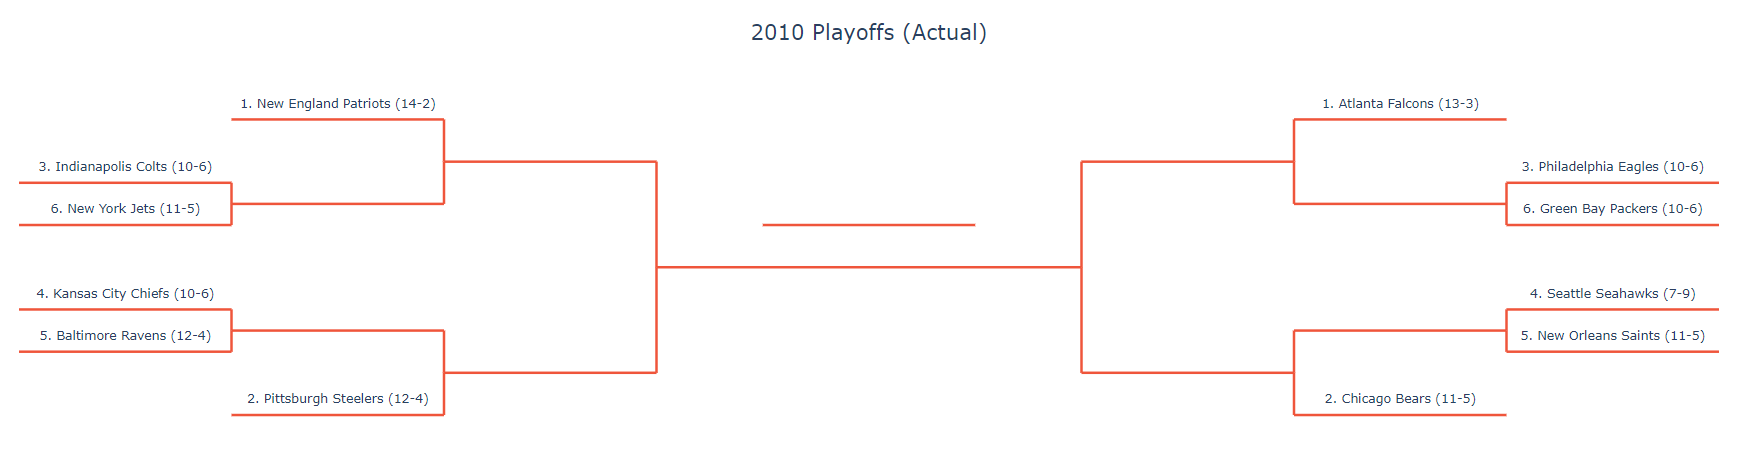 2010 Playoffs (Actual)
1. New England Patriots (14-2)
3. Indianapolis Colts (10-6)
6. New York Jets (11-5)
4. Kansas City Chiefs (10-6)
5. Baltimore Ravens (12-4)
2. Pittsburgh Steelers (12-4)
1. Atlanta Falcons (13-3)
3. Philadelphia Eagles (10-6)
6. Green Bay Packers (10-6)
4. Seattle Seahawks (7-9)
5. New Orleans Saints (11-5)
2. Chicago Bears (11-5)